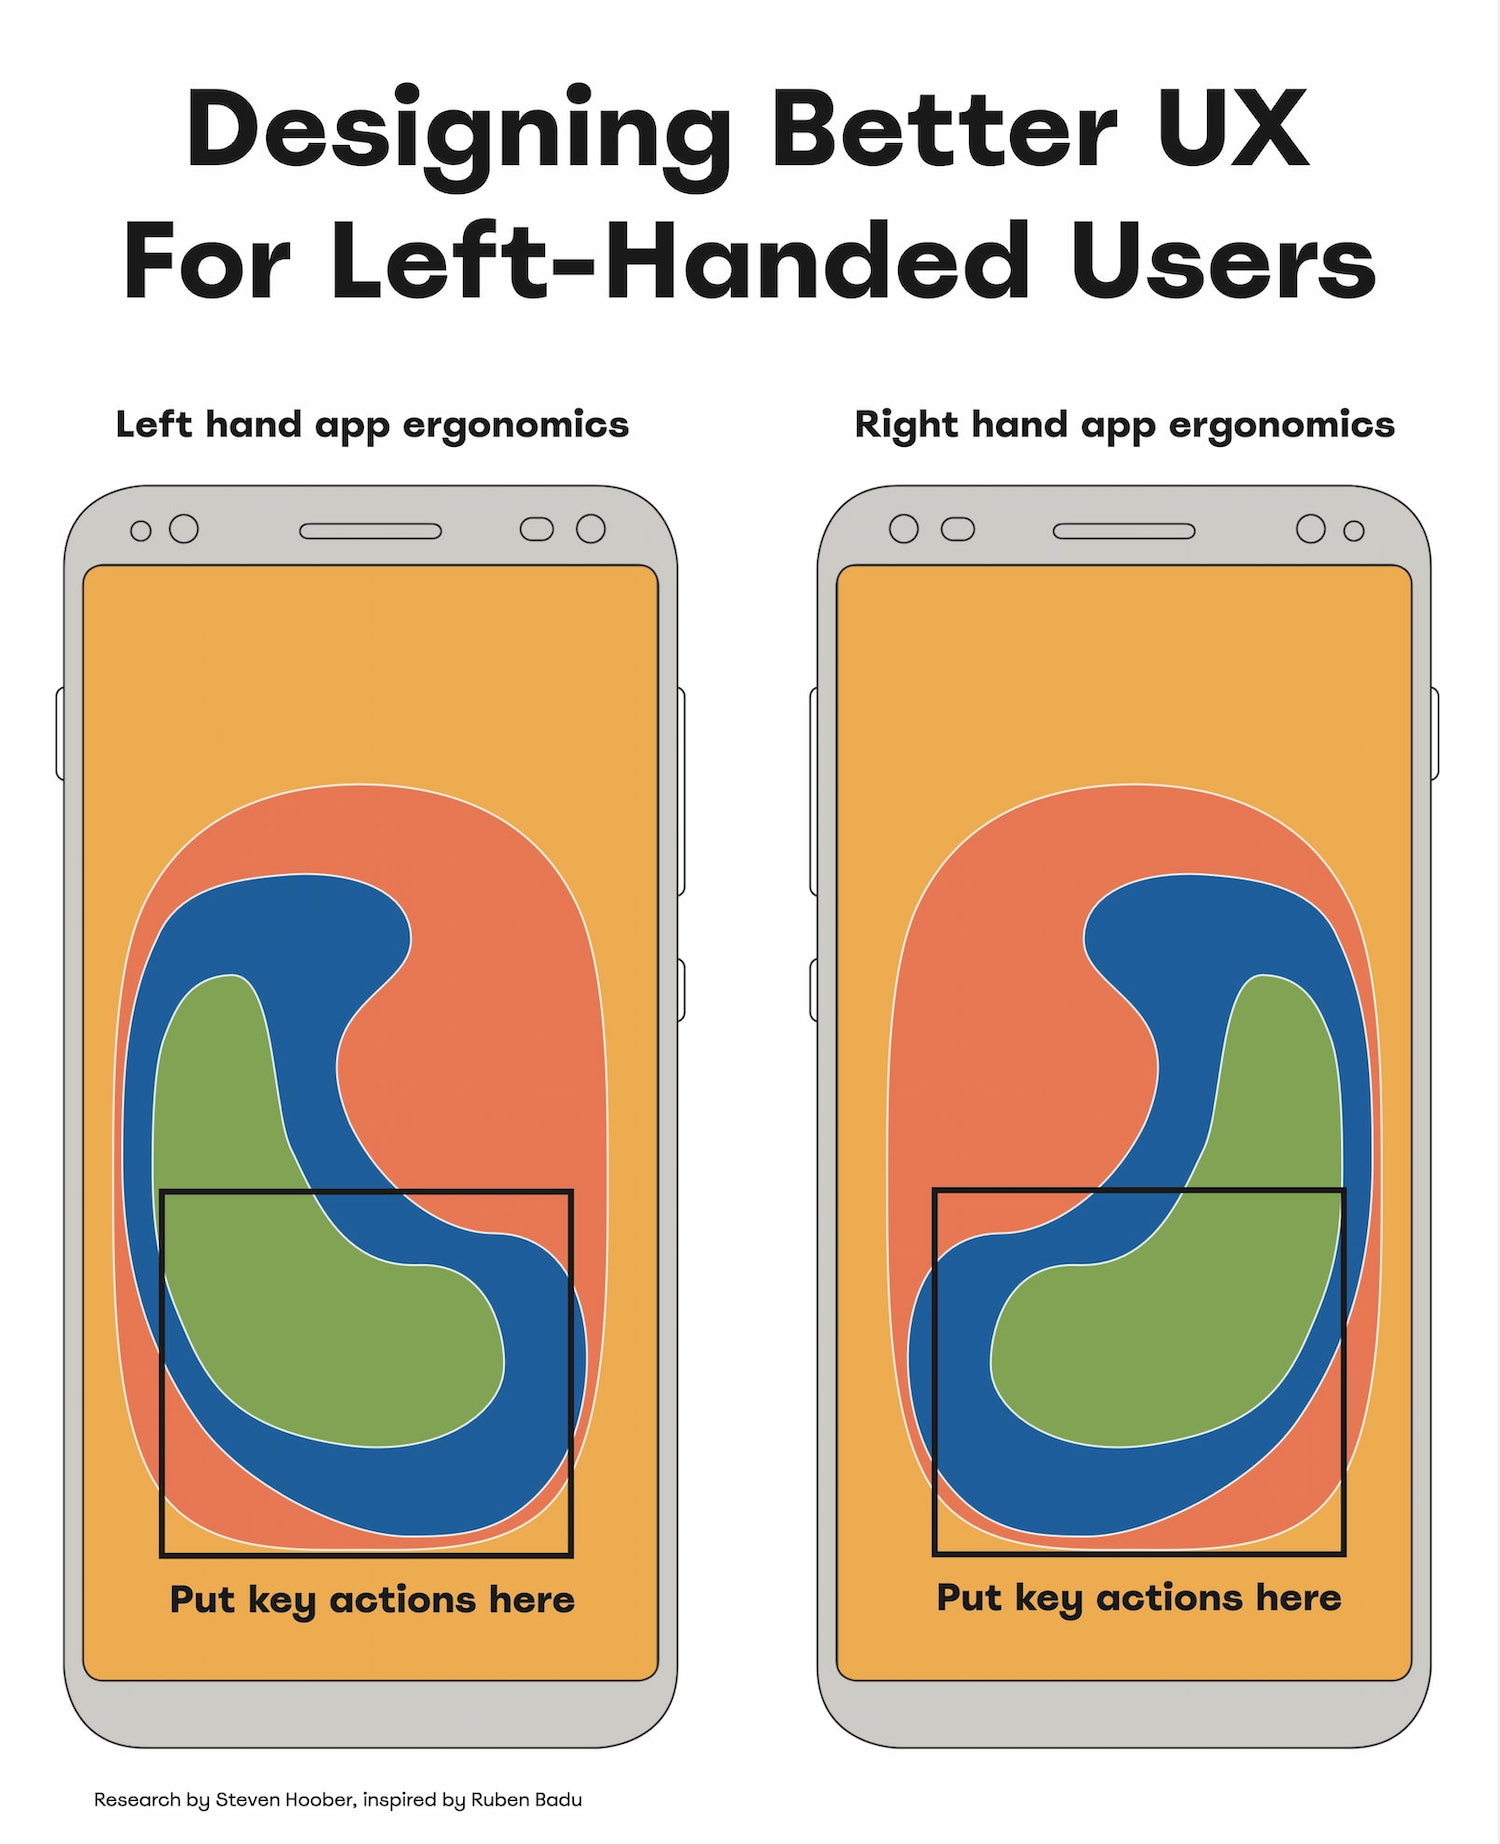 Designing Better UX
For Left-Handed Users
Left hand app ergonomics
Right hand app ergonomics
Put key actions here
Put key actions here
Research by Steven Hoober, inspired by Ruben Badu